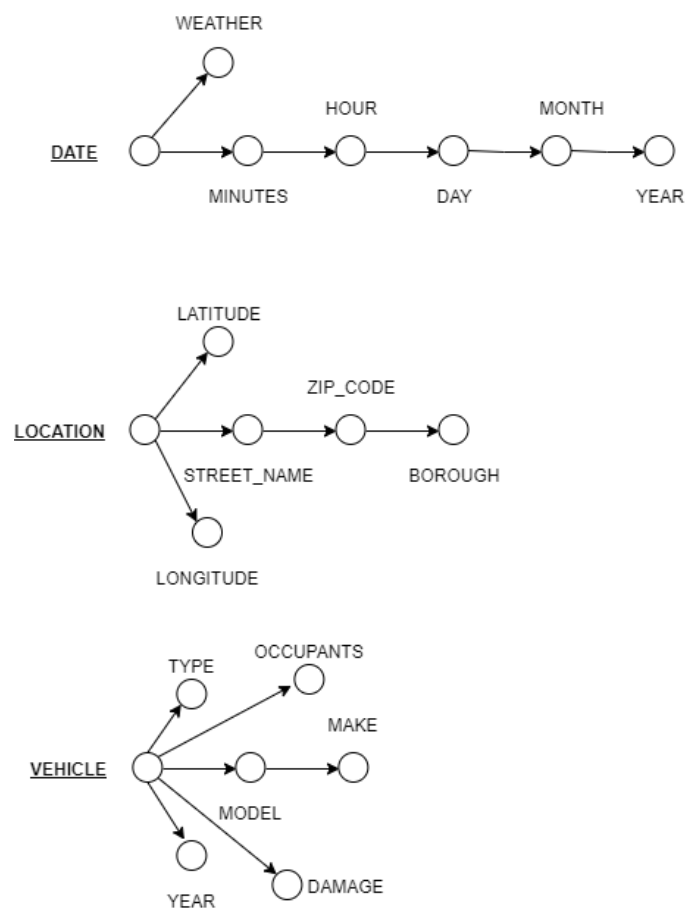 WEATHER
HOUR
MONTH
DATE
MINUTES
DAY
YEAR
LATITUDE
ZIP_CODE
LOCATION
STREET_NAME
BOROUGH
LONGITUDE
OCCUPANTS
TYPE
MAKE
VEHICLE
MODEL
DAMAGE
YEAR